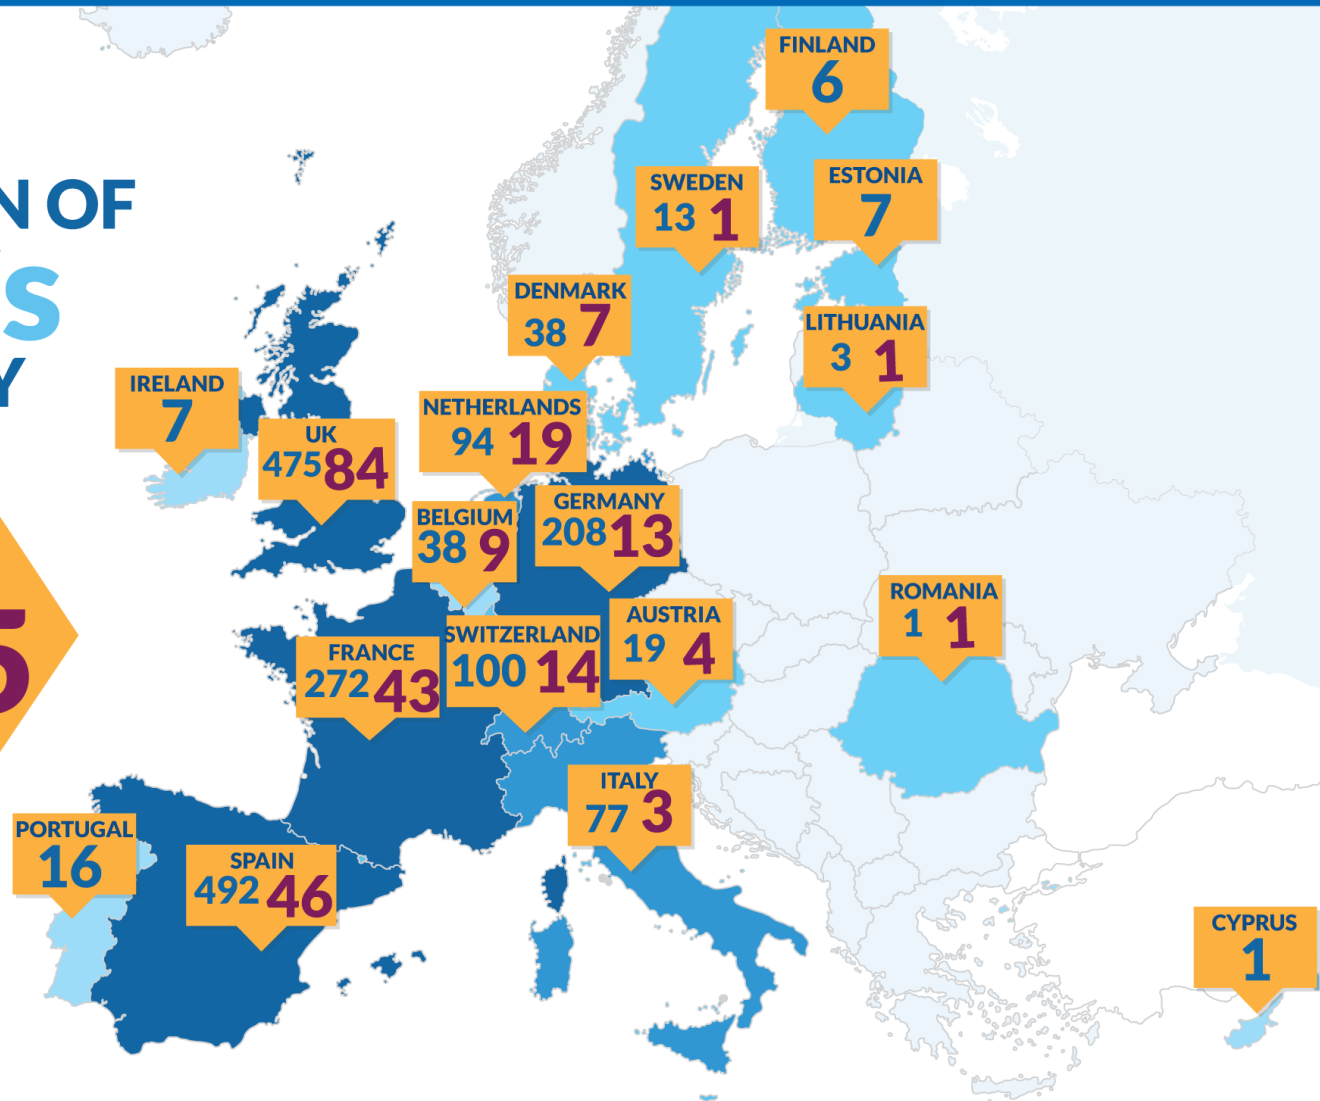 N OF
S
Y
5
FINLAND
6
SWEDEN
13 1
ESTONIA
7
DENMARK
38 7
LITHUANIA
3 1
IRELAND
7
UK
475 84
NETHERLANDS
94 19
BELGIUM
38 9
GERMANY
208 13
ROMANIA
1 1
AUSTRIA
19 4
SWITZERLAND
100 14
FRANCE
272 43
ITALY
77 3
PORTUGAL
16
SPAIN
492 46
CYPRUS
1